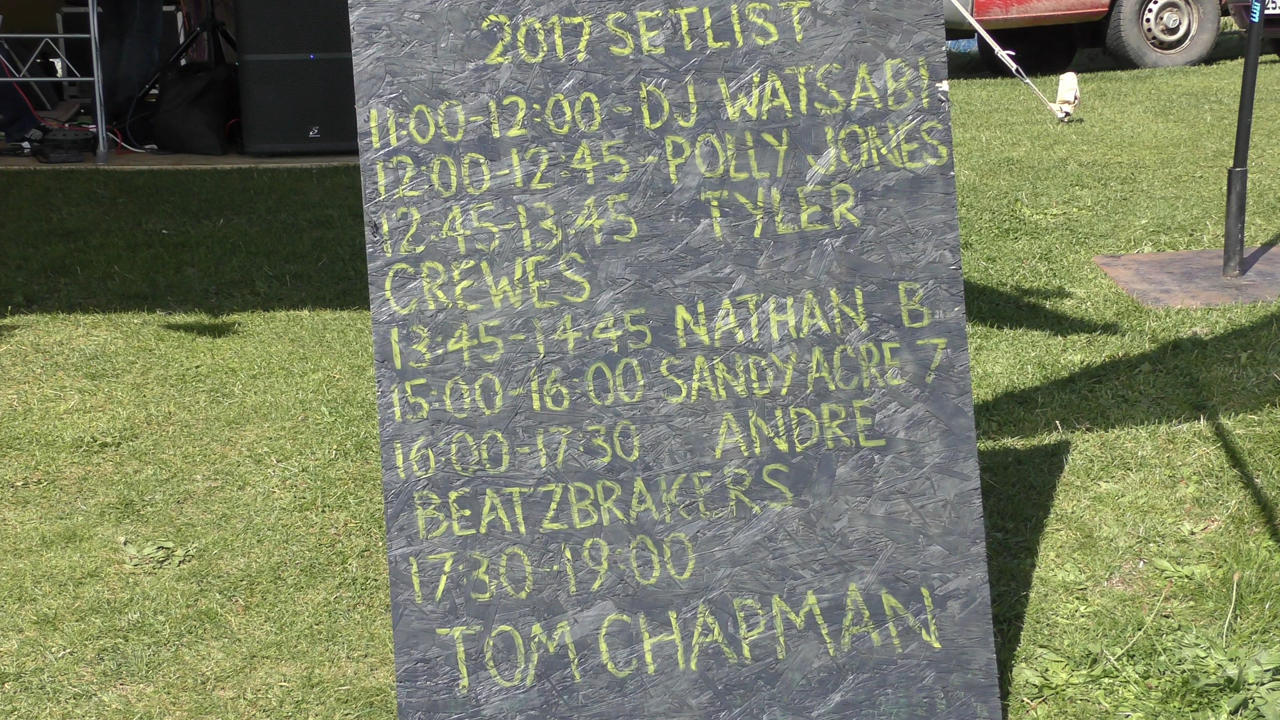 2017 SETLIST
11:00-12:00-DJ WATSABI
12:00-12:45-POLLY JONES
12:45-13:45 TYLER
CREWES
13:45-14:45 NATHAN B
15:00-16:00 SANDY ACRE 7
16:00-17:30 ANDRE
BEATZBRAKERS
17:30-19:00
TOM CHAPMAN